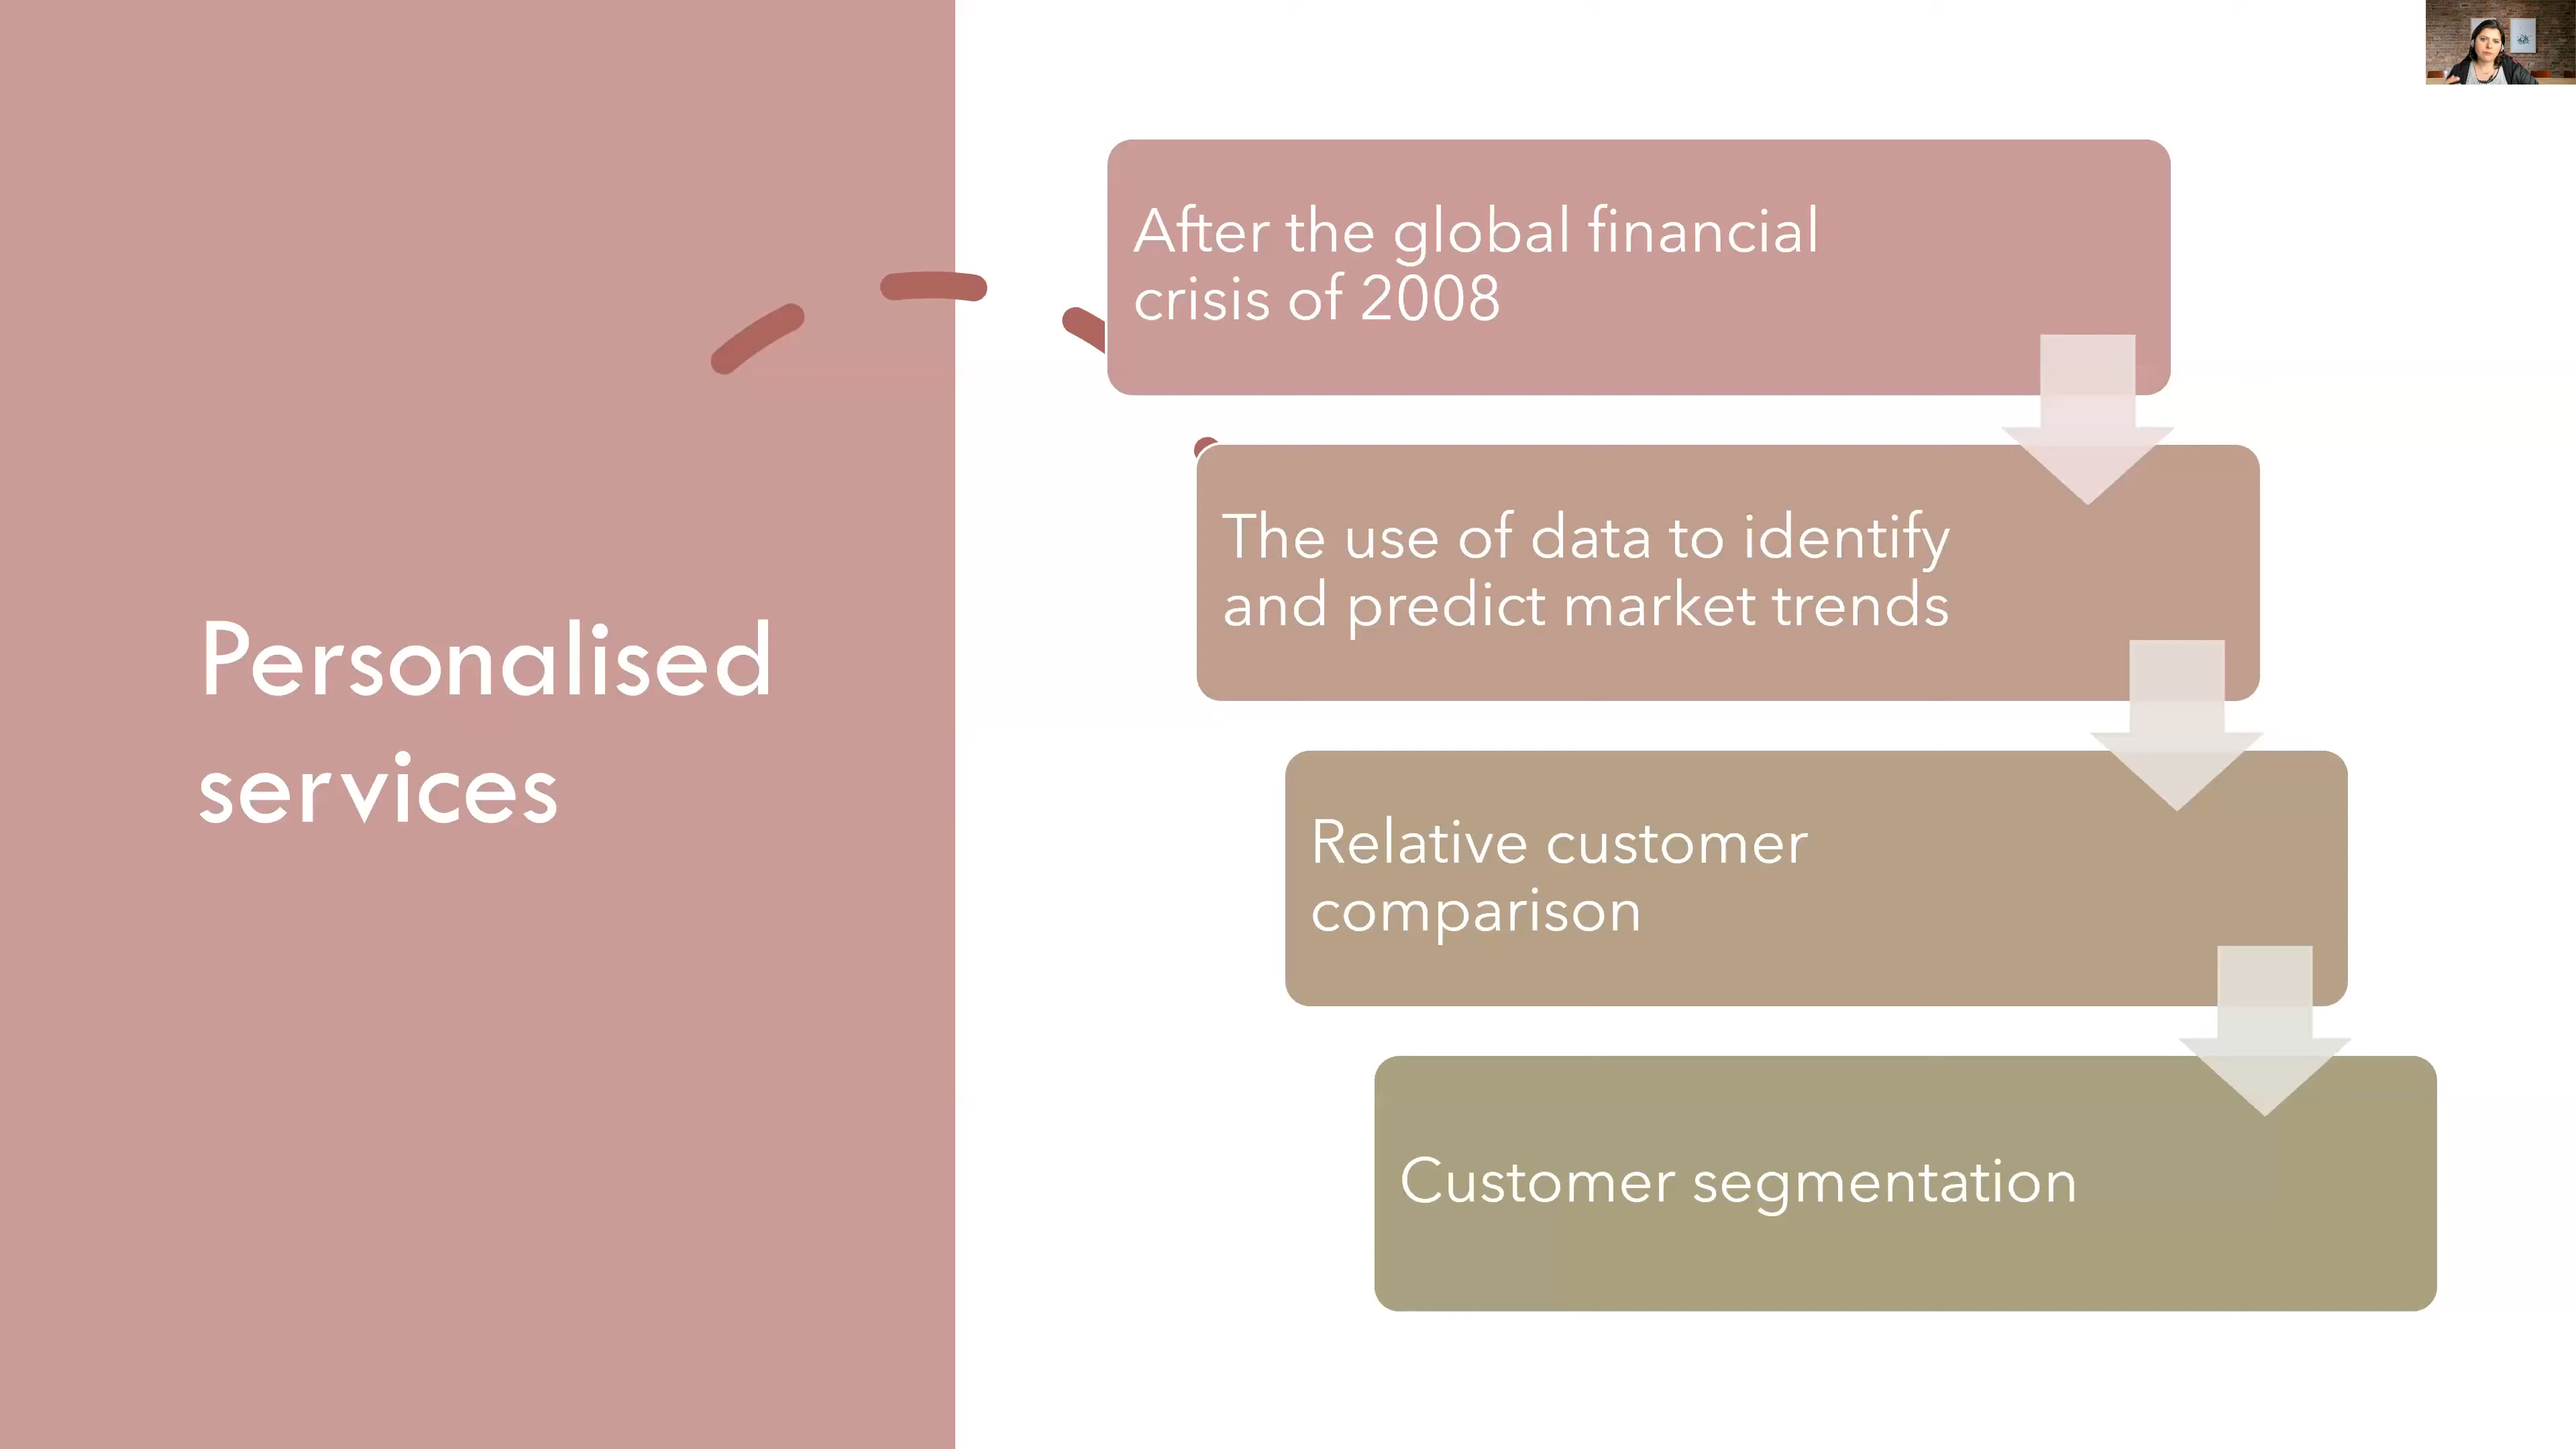 Personalised
services
After the global financial
crisis of 2008
The use of data to identify
and predict market trends
Relative customer
comparison
Customer segmentation